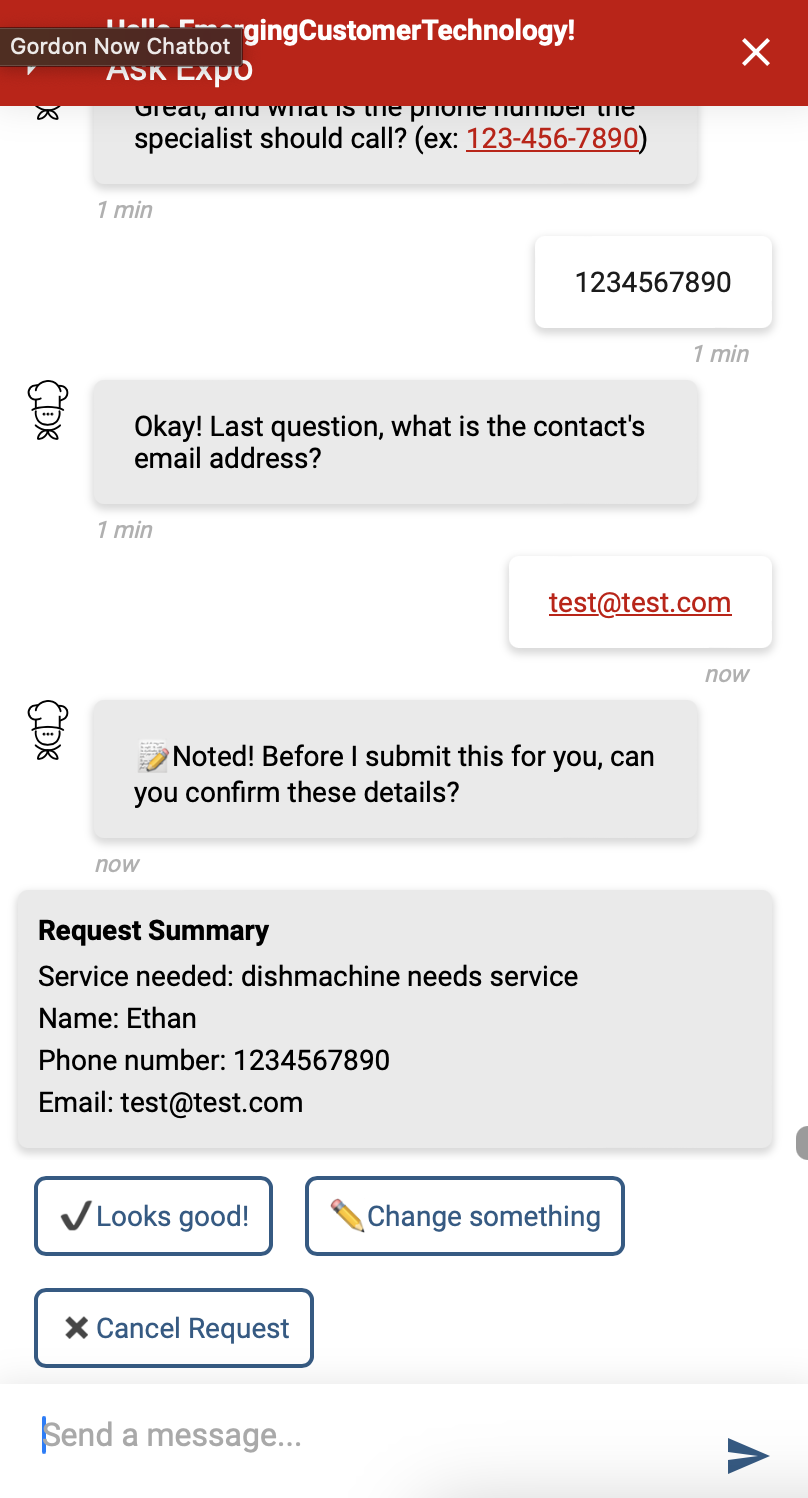 Hello EmergingCustomerTechnology!
Gordon Now Chatbot
Ask Expo
Great, and what is the phone number the
specialist should call? (ex: 123-456-7890)
1 min
1234567890
1 min
Okay! Last question, what is the contact's
email address?
1 min
test@test.com
now
📝Noted! Before I submit this for you, can
you confirm these details?
now
Request Summary
Service needed: dishmachine needs service
Name: Ethan
Phone number: 1234567890
Email: test@test.com
✔Looks good!
✏Change something
✖ Cancel Request
Send a message...